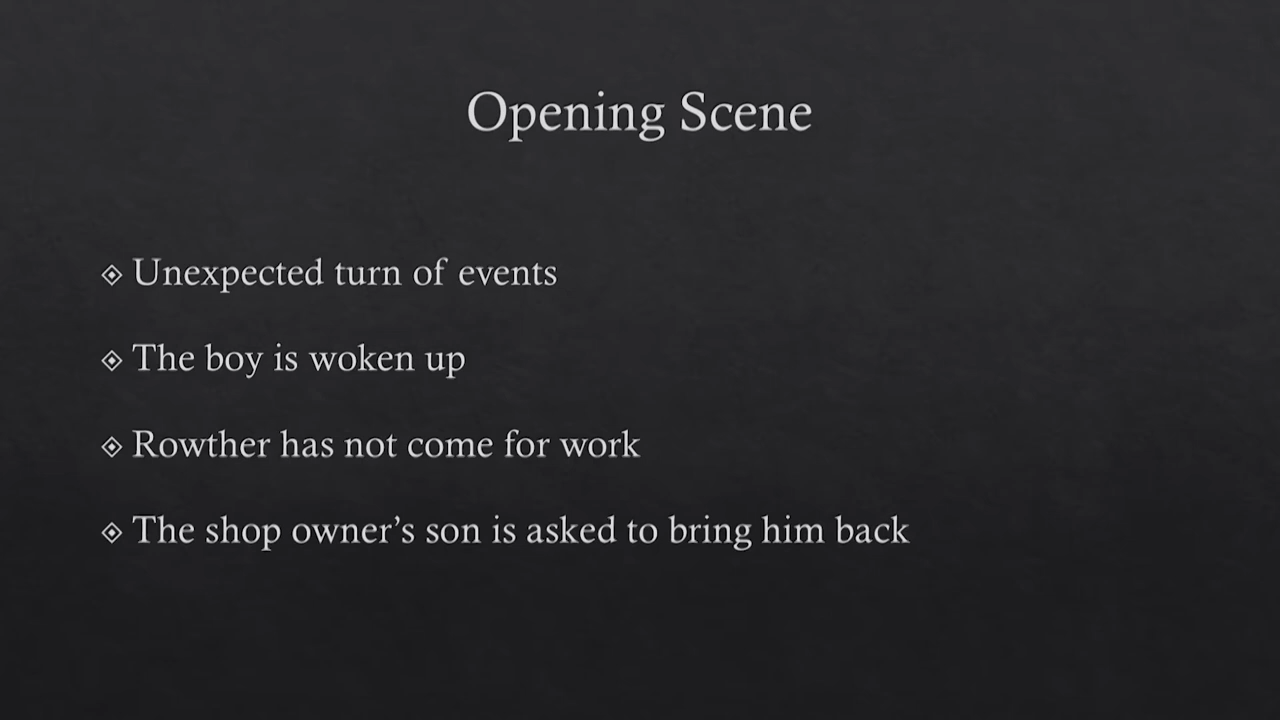 Opening Scene
Unexpected turn of events
The boy is woken up
Rowther has not come for work
The shop owner’s son is asked to bring him back